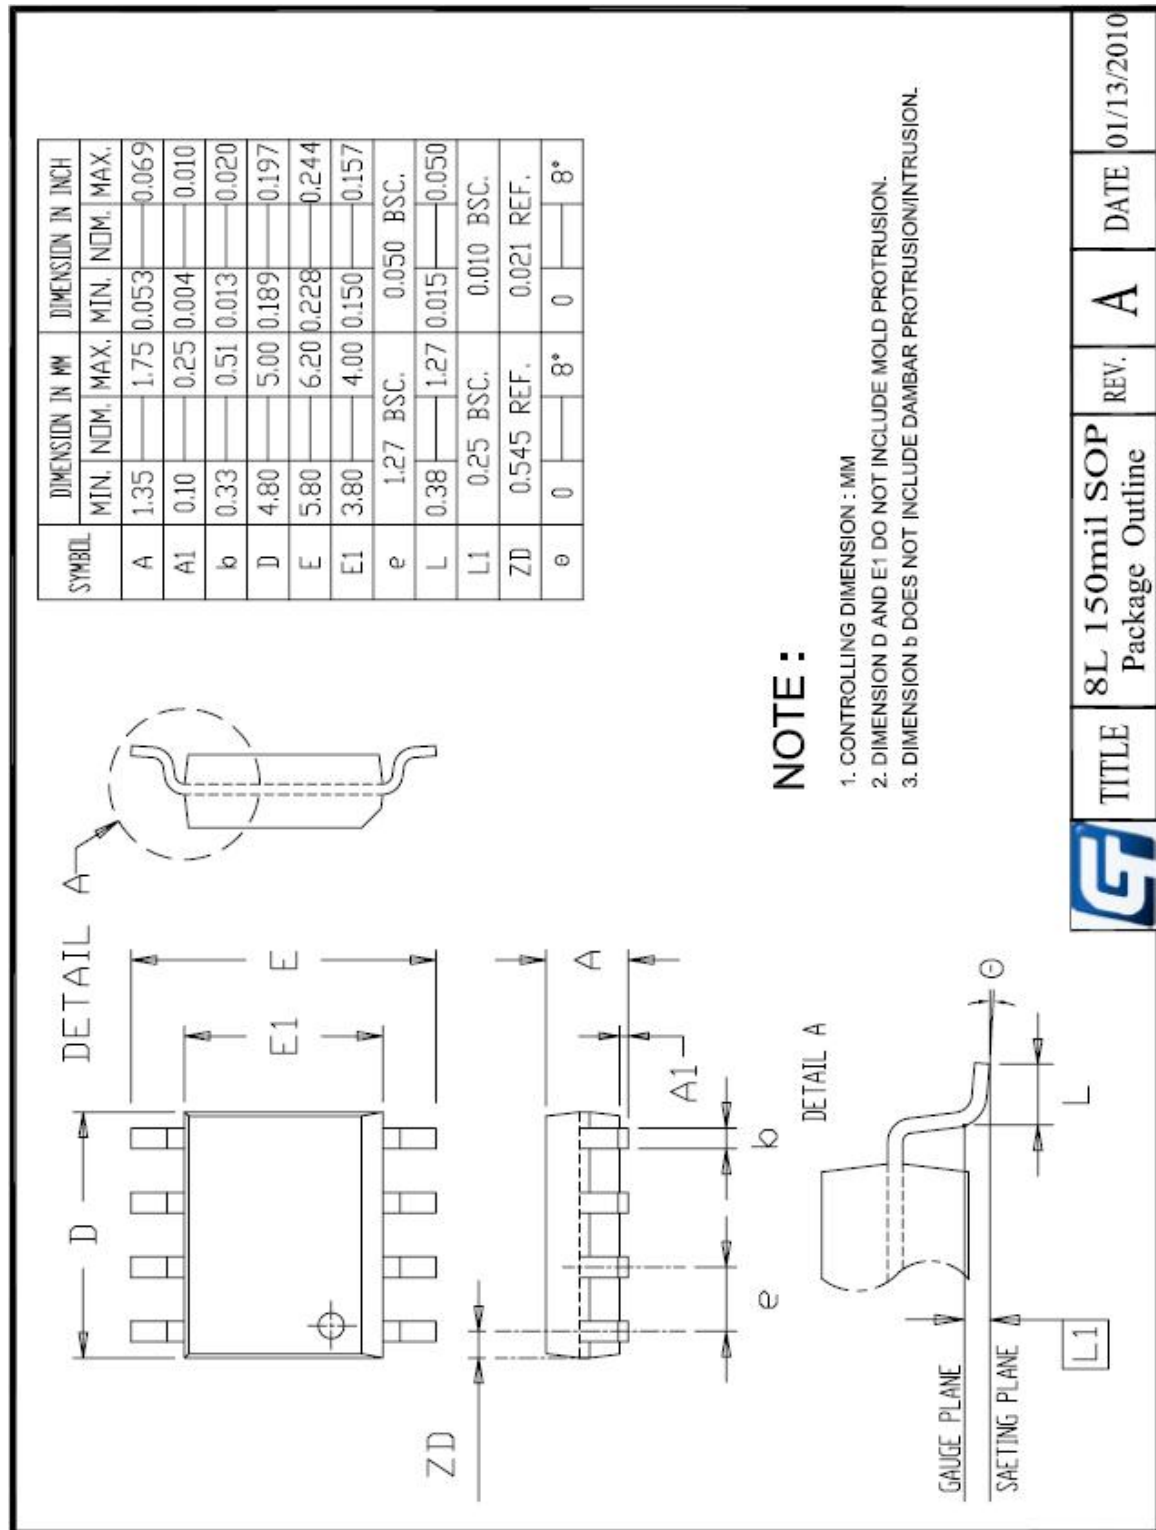 DETAIL A
D
E1
E
ZD
e
b
A1
A
DETAIL A
GAUGE PLANE
SAETING PLANE
L1
L
θ
SYMBOL DIMENSION IN MM DIMENSION IN INCH
MIN. NOM. MAX. MIN. NOM. MAX.
A 1.35 1.75 0.053 0.069
A1 0.10 0.25 0.004 0.010
b 0.33 0.51 0.013 0.020
D 4.80 5.00 0.189 0.197
E 5.80 6.20 0.228 0.244
E1 3.80 4.00 0.150 0.157
e 1.27 BSC. 0.050 BSC.
L 0.38 1.27 0.015 0.050
L1 0.25 BSC. 0.010 BSC.
ZD 0.545 REF. 0.021 REF.
θ 0 8° 0 8°
NOTE :
1. CONTROLLING DIMENSION : MM
2. DIMENSION D AND E1 DO NOT INCLUDE MOLD PROTRUSION.
3. DIMENSION b DOES NOT INCLUDE DAMBAR PROTRUSION/INTRUSION.
TITLE 8L 150mil SOP REV. A DATE 01/13/2010
Package Outline